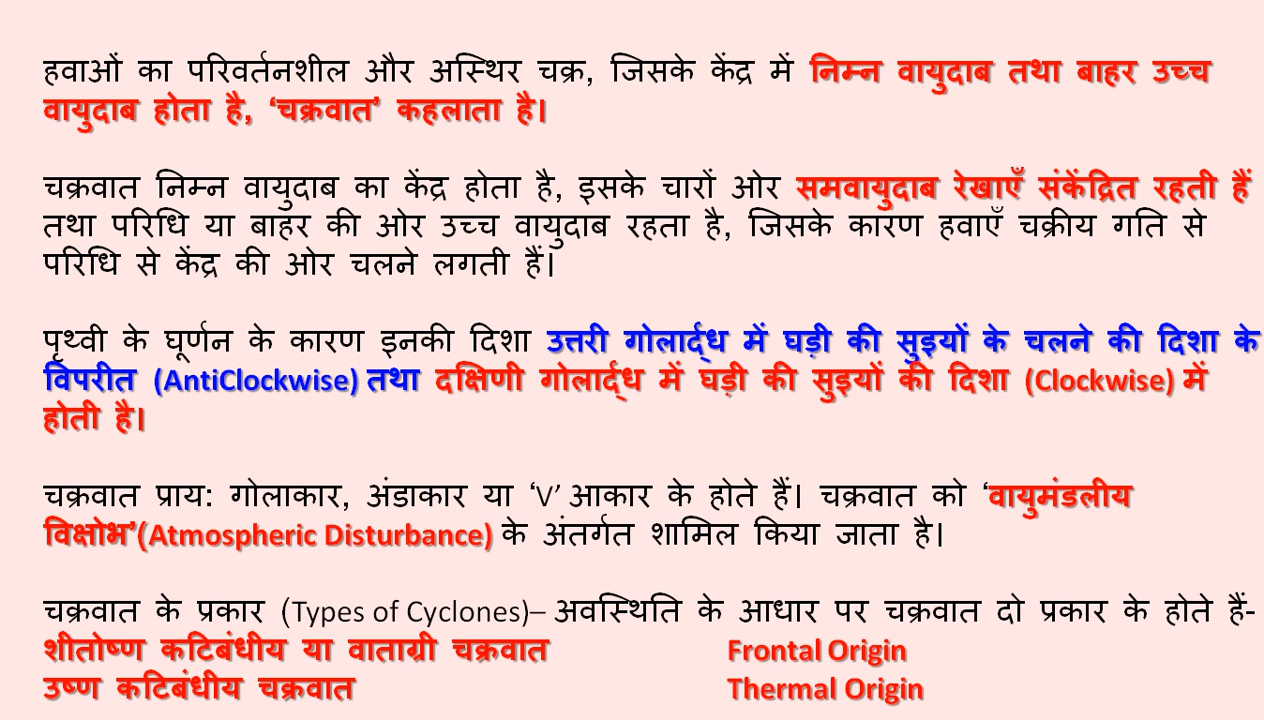 हवाओं का परिवर्तनशील और अस्थिर चक्र, जिसके केंद्र में निम्न वायुदाब तथा बाहर उच्च
वायुदाब होता है, ‘चक्रवात’ कहलाता है।
चक्रवात निम्न वायुदाब का केंद्र होता है, इसके चारों ओर समवायुदाब रेखाएँ संकेंद्रित रहती हैं
तथा परिधि या बाहर की ओर उच्च वायुदाब रहता है, जिसके कारण हवाएँ चक्रीय गति से
परिधि से केंद्र की ओर चलने लगती हैं।
पृथ्वी के घूर्णन के कारण इनकी दिशा उत्तरी गोलार्द्ध में घड़ी की सुइयों के चलने की दिशा के
विपरीत (AntiClockwise) तथा दक्षिणी गोलार्द्ध में घड़ी की सुइयों की दिशा (Clockwise) में
होती है।
चक्रवात प्राय: गोलाकार, अंडाकार या ‘V’ आकार के होते हैं। चक्रवात को ‘वायुमंडलीय
विक्षोभ’(Atmospheric Disturbance) के अंतर्गत शामिल किया जाता है।
चक्रवात के प्रकार (Types of Cyclones)– अवस्थिति के आधार पर चक्रवात दो प्रकार के होते हैं-
शीतोष्ण कटिबंधीय या वाताग्री चक्रवात Frontal Origin
उष्ण कटिबंधीय चक्रवात Thermal Origin